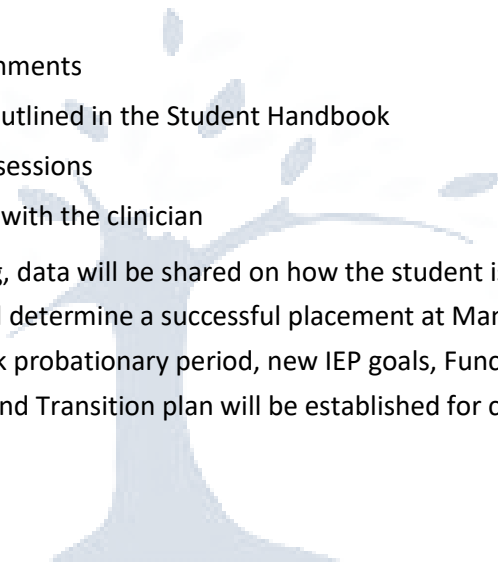 nments
utlined in the Student Handbook
sessions
with the clinician
, data will be shared on how the student is
determine a successful placement at Mar
k probationary period, new IEP goals, Func
nd Transition plan will be established for c